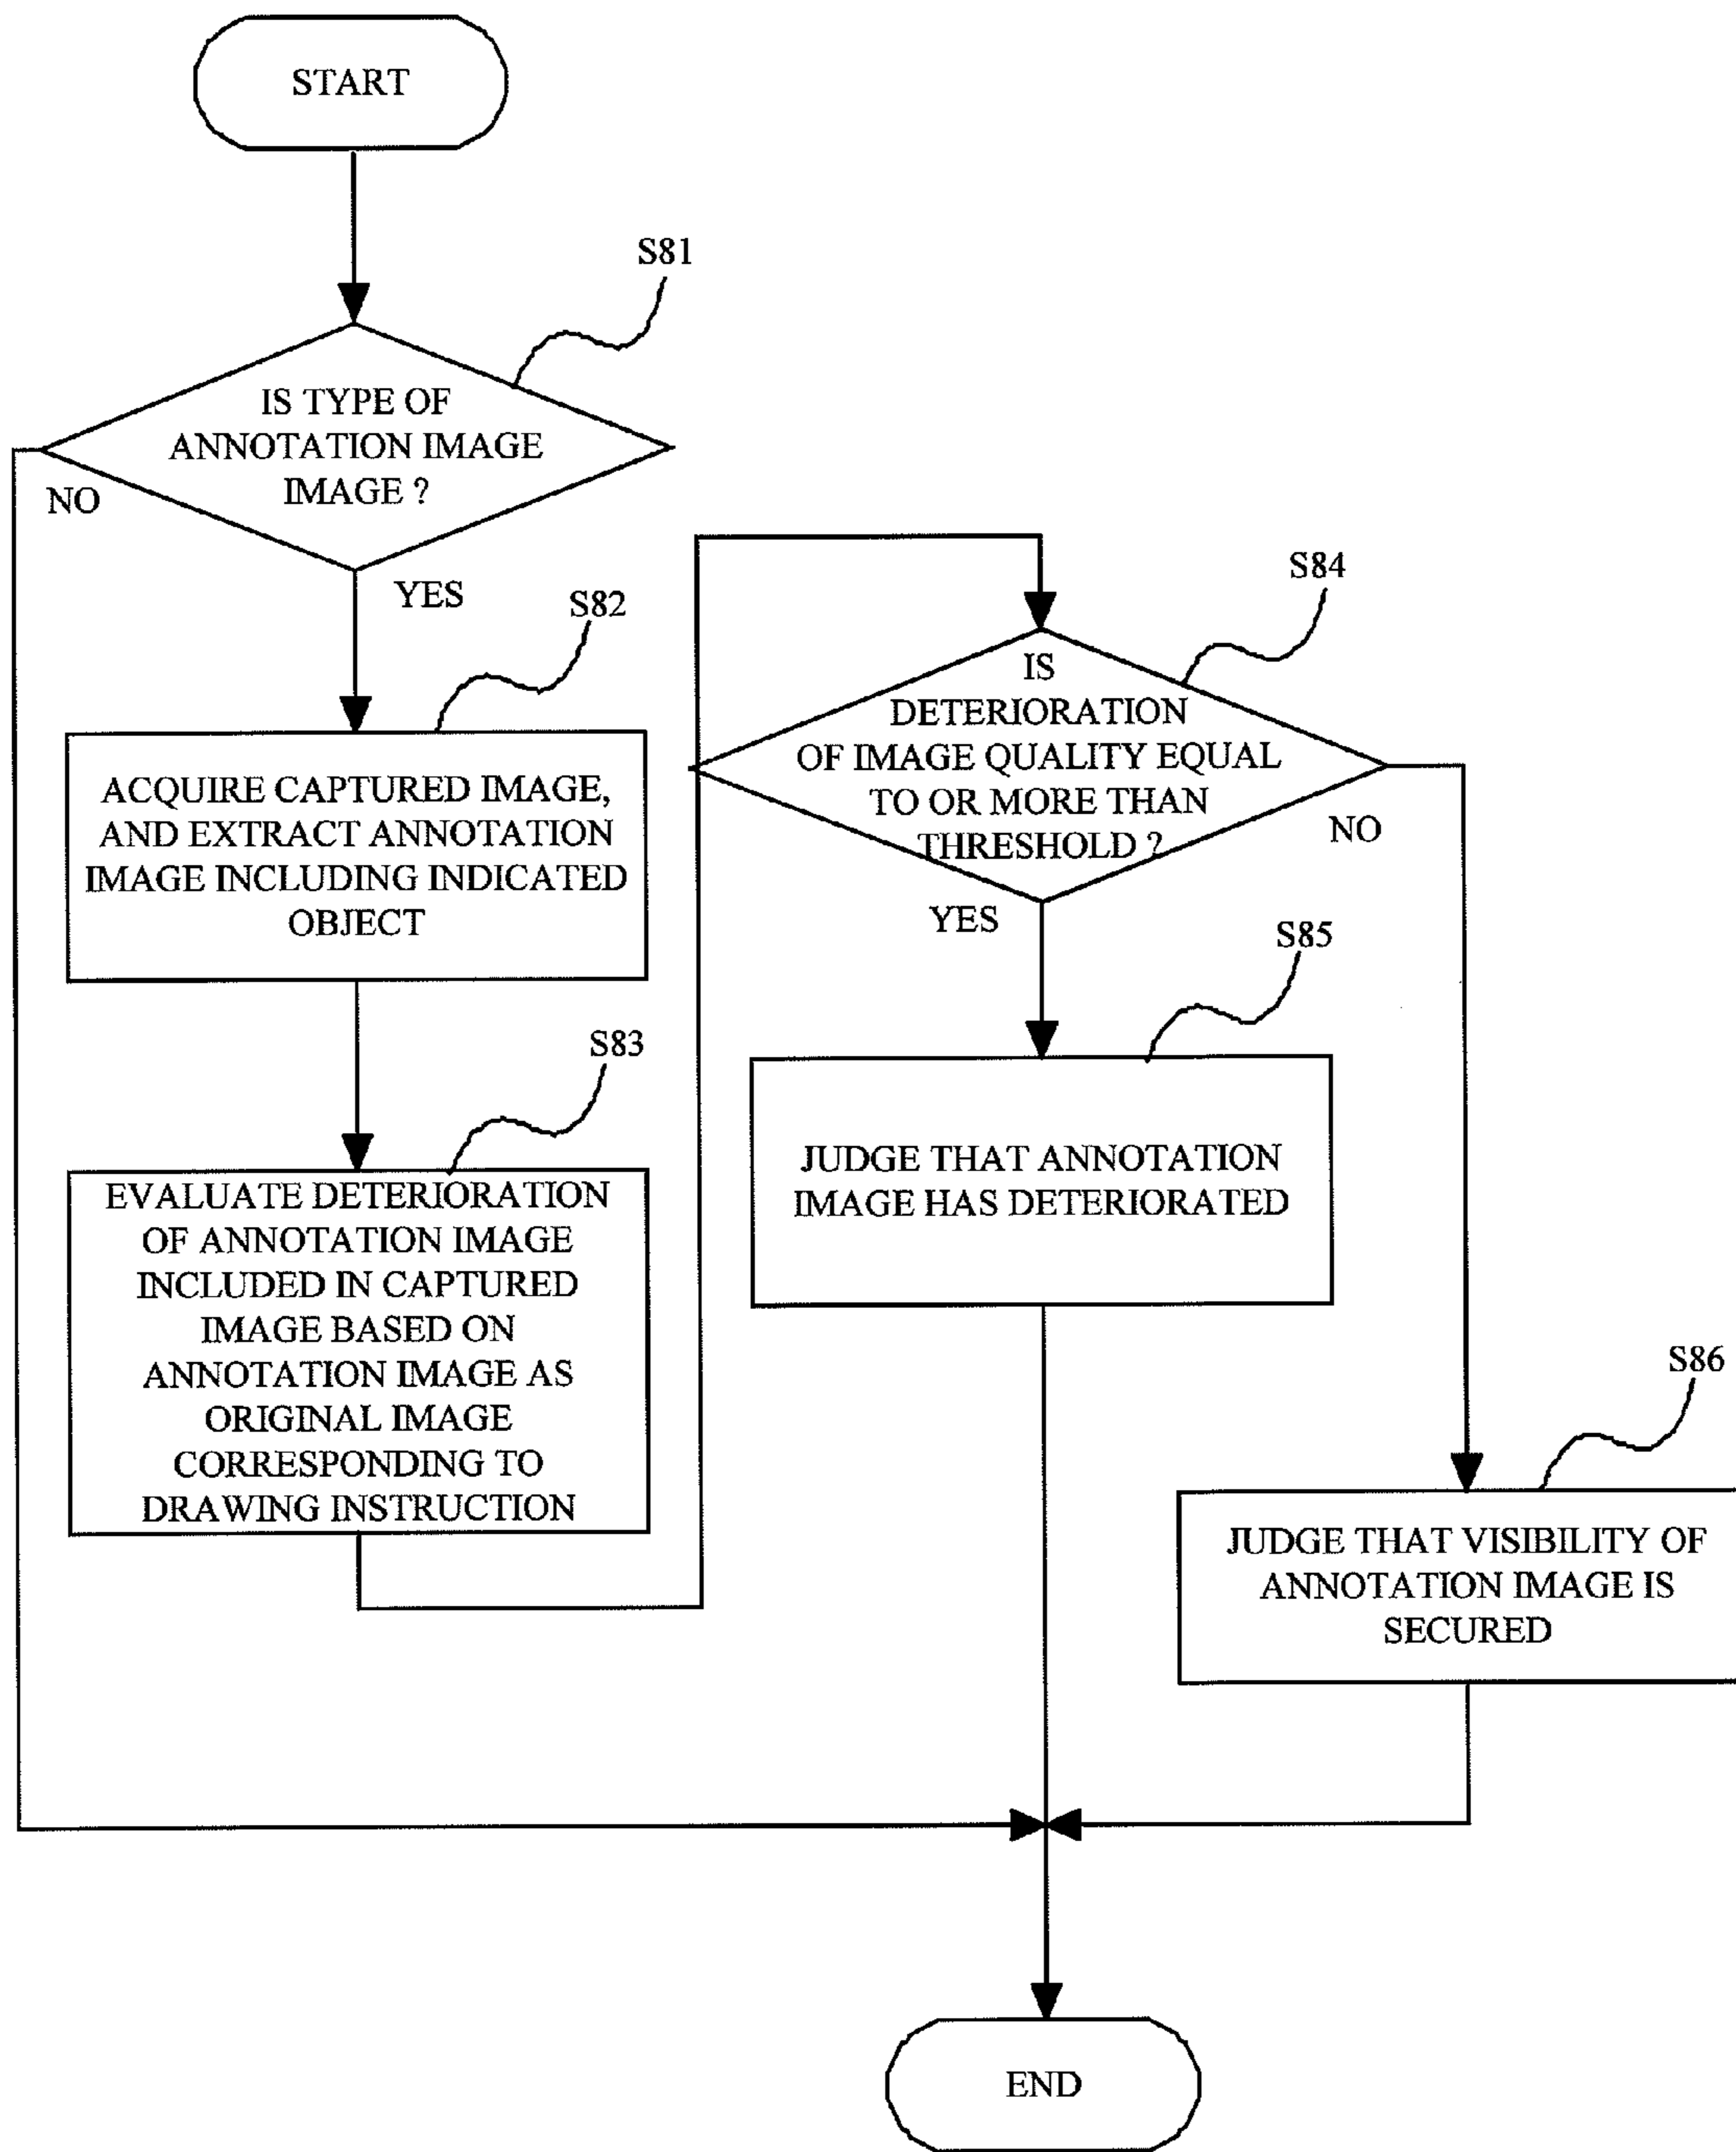 START
S81
IS TYPE OF
ANNOTATION IMAGE
IMAGE ?
NO
YES
S82
ACQUIRE CAPTURED IMAGE,
AND EXTRACT ANNOTATION
IMAGE INCLUDING INDICATED
OBJECT
S83
EVALUATE DETERIORATION
OF ANNOTATION IMAGE
INCLUDED IN CAPTURED
IMAGE BASED ON
ANNOTATION IMAGE AS
ORIGINAL IMAGE
CORRESPONDING TO
DRAWING INSTRUCTION
S84
IS
DETERIORATION
OF IMAGE QUALITY EQUAL
TO OR MORE THAN
THRESHOLD ?
NO
YES
S85
JUDGE THAT ANNOTATION
IMAGE HAS DETERIORATED
S86
JUDGE THAT VISIBILITY OF
ANNOTATION IMAGE IS
SECURED
END